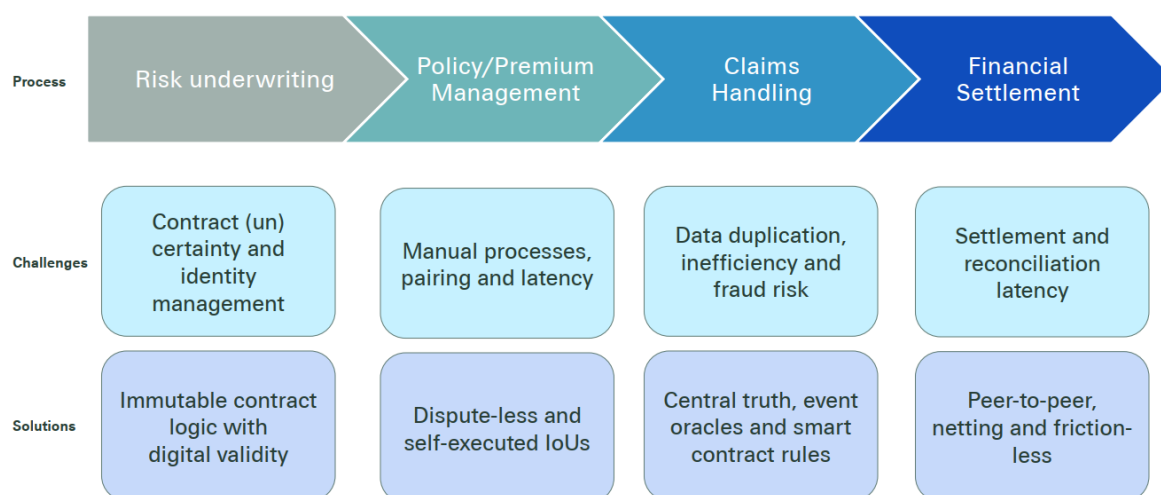 Process
Risk underwriting
Policy/Premium
Management
Claims
Handling
Financial
Settlement
Challenges
Contract (un)
certainty and
identity
management
Manual processes,
pairing and latency
Data duplication,
inefficiency and
fraud risk
Settlement and
reconciliation
latency
Solutions
Immutable contract
logic with
digital validity
Dispute-less and
self-executed IoUs
Central truth, event
oracles and smart
contract rules
Peer-to-peer,
netting and friction-
less